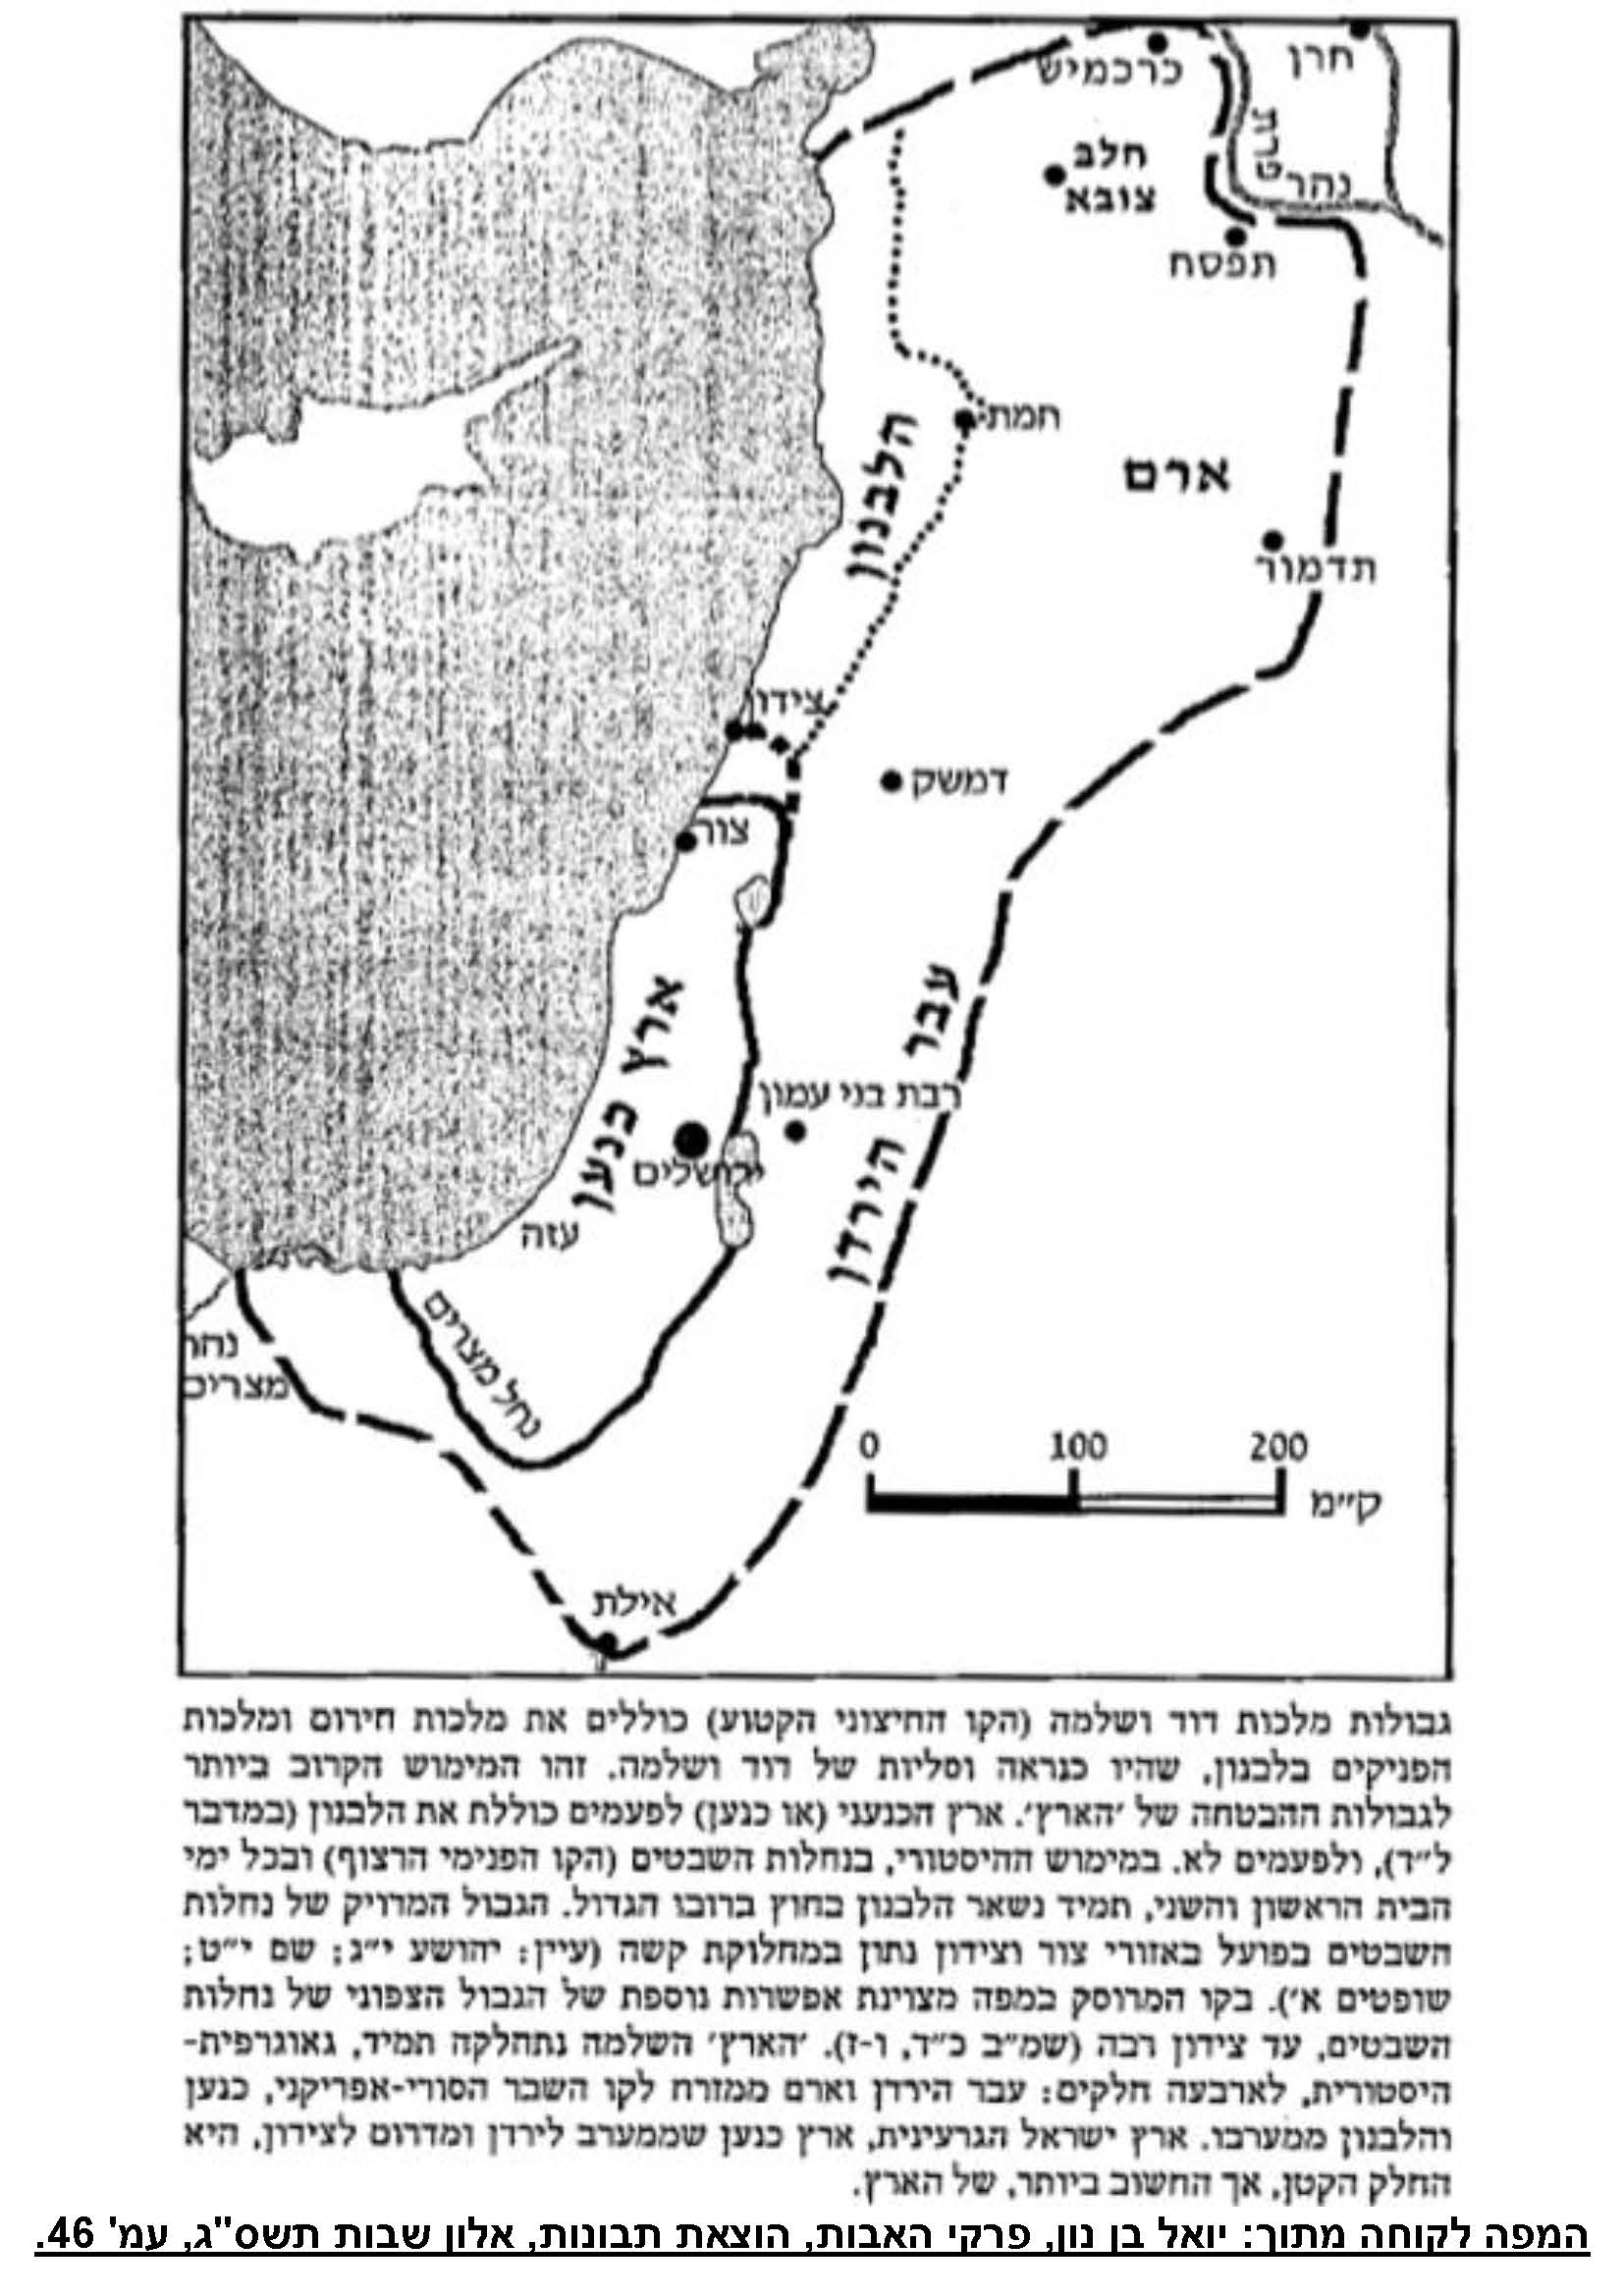 חרן
כרכמיש
נהר פרת
חלב
צובא
תפסח
חמת
הלבנון
ארם
תדמור
צידון
דמשק
צור
ארץ כנען
עבר הירדן
רבת בני עמון
ירושלים
עזה
נחל מצרים
נהר
מצרים
0 100 200
ק״מ
אילת
גבולות מלכות דוד ושלמה (הקו החיצוני הקטוע) כוללים את מלכות חירום ומלכות
הפניקים בלבנון, שהיו כנראה וסליות של דוד ושלמה. זהו המימוש הקרוב ביותר
לגבולות ההבטחה של ׳הארץ׳. ארץ הכנעני (או כנען) לפעמים כוללת את הלבנון (במדבר
ל״ד), ולפעמים לא. במימוש ההיסטורי, בנחלות השבטים (הקו הפנימי הרצוף) ובכל ימי
הבית הראשון והשני, תמיד נשאר הלבנון בחוץ ברובו הגדול. הגבול המדויק של נחלות
השבטים בפועל באזורי צור וצידון נתון במחלוקת קשה (עיין: יהושע י״ג; שם י״ט;
שופטים א׳). בקו המרוסק במפה מצוינת אפשרות נוספת של הגבול הצפוני של נחלות
השבטים, עד צידון רבה (שמ״ב כ״ד, ו-ז). ׳הארץ׳ השלמה נתחלקה תמיד, גאוגרפית-
היסטורית, לארבעה חלקים: עבר הירדן וארם ממזרח לקו השבר הסורי-אפריקני, כנען
והלבנון ממערבו. ארץ ישראל הגרעינית, ארץ כנען שממערב לירדן ומדרום לצידון, היא
החלק הקטן, אך החשוב ביותר, של הארץ.
המפה לקוחה מתוך: יואל בן נון, פרקי האבות, הוצאת תבונות, אלון שבות תשס"ג, עמ' 46.